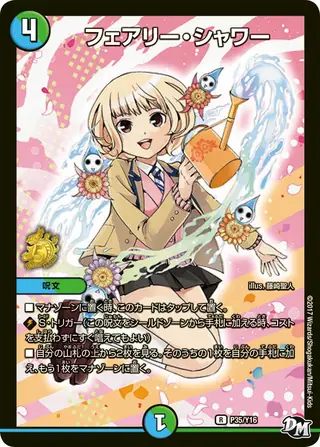 4
フェアリー・シャワー
illus. 藤崎聖人
呪文
■マナゾーンに置く時、このカードはタップして置く。
S・トリガー(この呪文をシールドゾーンから手札に加える時、コスト
を支払わずにすぐ唱えてもよい)
■自分の山札の上から2枚を見る。そのうちの1枚を自分の手札に加
え、もう1枚をマナゾーンに置く。
©2017 Wizards/Shogakukan/Mitsui-Kids
1
R P35/Y16
DM